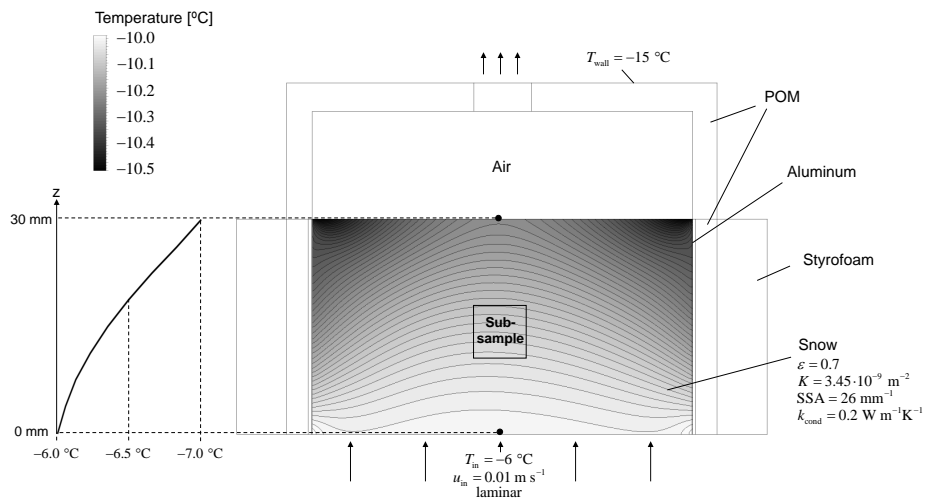 Temperature [ºC]
−10.0
−10.1
−10.2
−10.3
−10.4
−10.5
T_wall = −15 °C
POM
Air
Aluminum
z
30 mm
Styrofoam
Sub-
sample
Snow
ε = 0.7
K = 3.45·10⁻⁹ m⁻²
SSA = 26 mm⁻¹
k_cond = 0.2 W m⁻¹K⁻¹
0 mm
−6.0 °C −6.5 °C −7.0 °C
T_in = −6 °C
u_in = 0.01 m s⁻¹
laminar